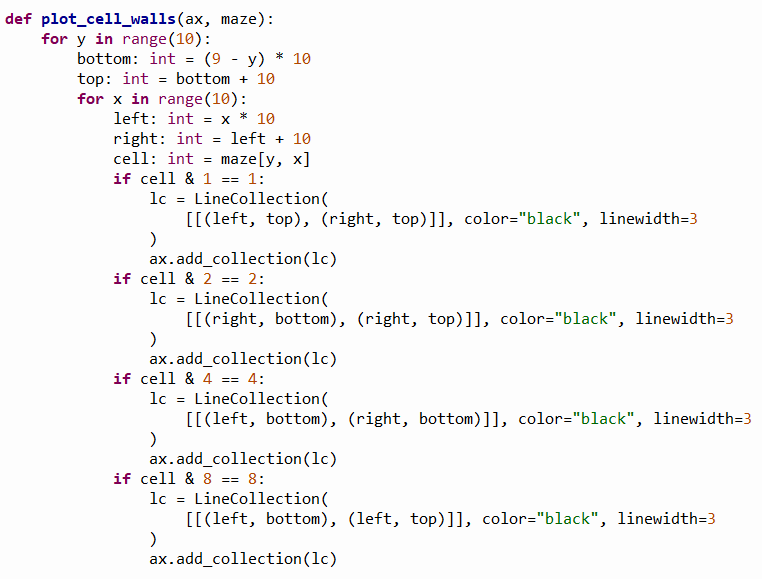 def plot_cell_walls(ax, maze):
    for y in range(10):
        bottom: int = (9 - y) * 10
        top: int = bottom + 10
        for x in range(10):
            left: int = x * 10
            right: int = left + 10
            cell: int = maze[y, x]
            if cell & 1 == 1:
                lc = LineCollection(
                    [[(left, top), (right, top)]], color="black", linewidth=3
                )
                ax.add_collection(lc)
            if cell & 2 == 2:
                lc = LineCollection(
                    [[(right, bottom), (right, top)]], color="black", linewidth=3
                )
                ax.add_collection(lc)
            if cell & 4 == 4:
                lc = LineCollection(
                    [[(left, bottom), (right, bottom)]], color="black", linewidth=3
                )
                ax.add_collection(lc)
            if cell & 8 == 8:
                lc = LineCollection(
                    [[(left, bottom), (left, top)]], color="black", linewidth=3
                )
                ax.add_collection(lc)